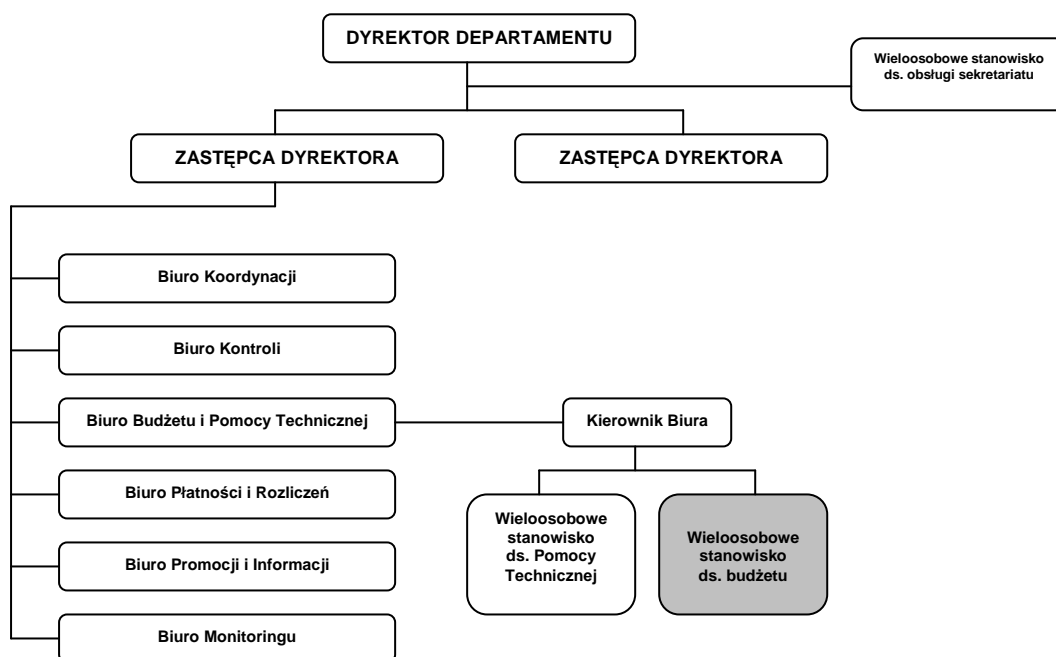 DYREKTOR DEPARTAMENTU
Wieloosobowe stanowisko
ds. obsługi sekretariatu
ZASTĘPCA DYREKTORA
ZASTĘPCA DYREKTORA
Biuro Koordynacji
Biuro Kontroli
Biuro Budżetu i Pomocy Technicznej
Kierownik Biura
Biuro Płatności i Rozliczeń
Wieloosobowe
stanowisko
ds. Pomocy
Technicznej
Wieloosobowe
stanowisko
ds. budżetu
Biuro Promocji i Informacji
Biuro Monitoringu